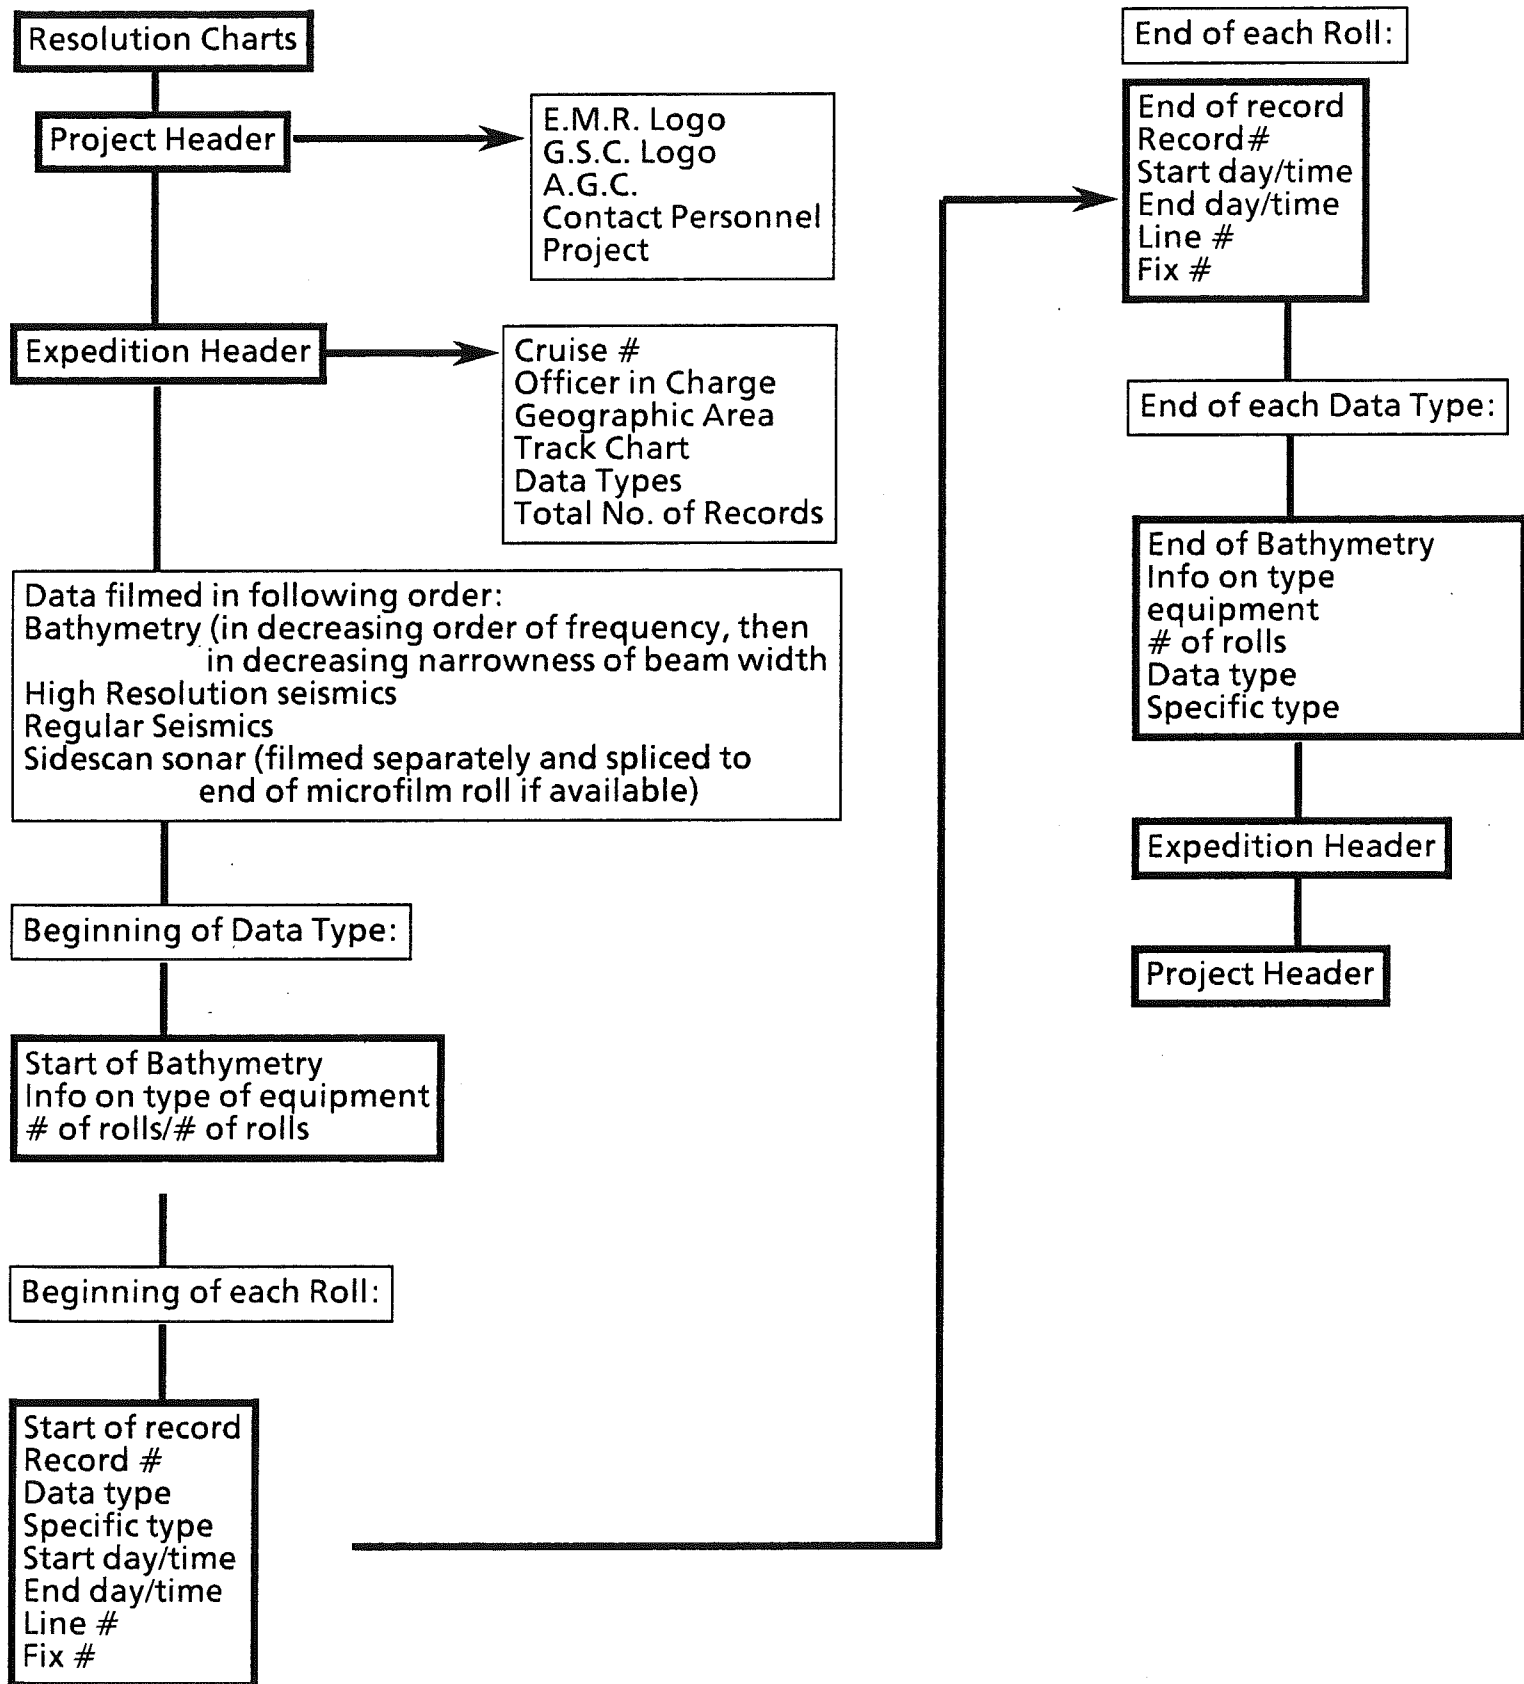 Resolution Charts
Project Header
E.M.R. Logo
G.S.C. Logo
A.G.C.
Contact Personnel
Project
Expedition Header
Cruise #
Officer in Charge
Geographic Area
Track Chart
Data Types
Total No. of Records
Data filmed in following order:
Bathymetry (in decreasing order of frequency, then
in decreasing narrowness of beam width
High Resolution seismics
Regular Seismics
Sidescan sonar (filmed separately and spliced to
end of microfilm roll if available)
Beginning of Data Type:
Start of Bathymetry
Info on type of equipment
# of rolls/# of rolls
Beginning of each Roll:
Start of record
Record #
Data type
Specific type
Start day/time
End day/time
Line #
Fix #
End of each Roll:
End of record
Record#
Start day/time
End day/time
Line #
Fix #
End of each Data Type:
End of Bathymetry
Info on type
equipment
# of rolls
Data type
Specific type
Expedition Header
Project Header